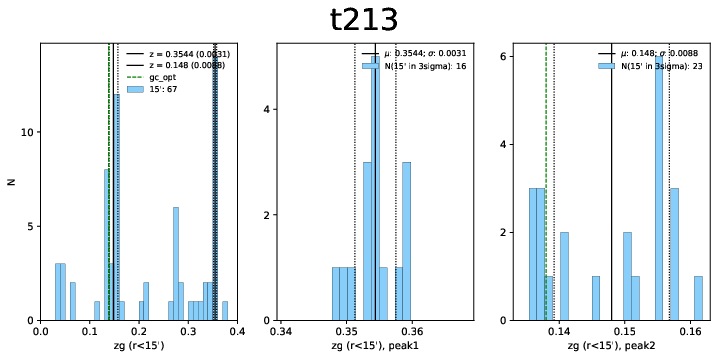 t213
z = 0.3544 (0.0031)
z = 0.148 (0.0088)
gc_opt
15': 67
N
0
5
10
0.0 0.1 0.2 0.3 0.4
zg (r<15')
μ: 0.3544; σ: 0.0031
N(15' in 3sigma): 16
0
2
4
0.34 0.35 0.36
zg (r<15'), peak1
μ: 0.148; σ: 0.0088
N(15' in 3sigma): 23
0
2
4
6
0.14 0.15 0.16
zg (r<15'), peak2